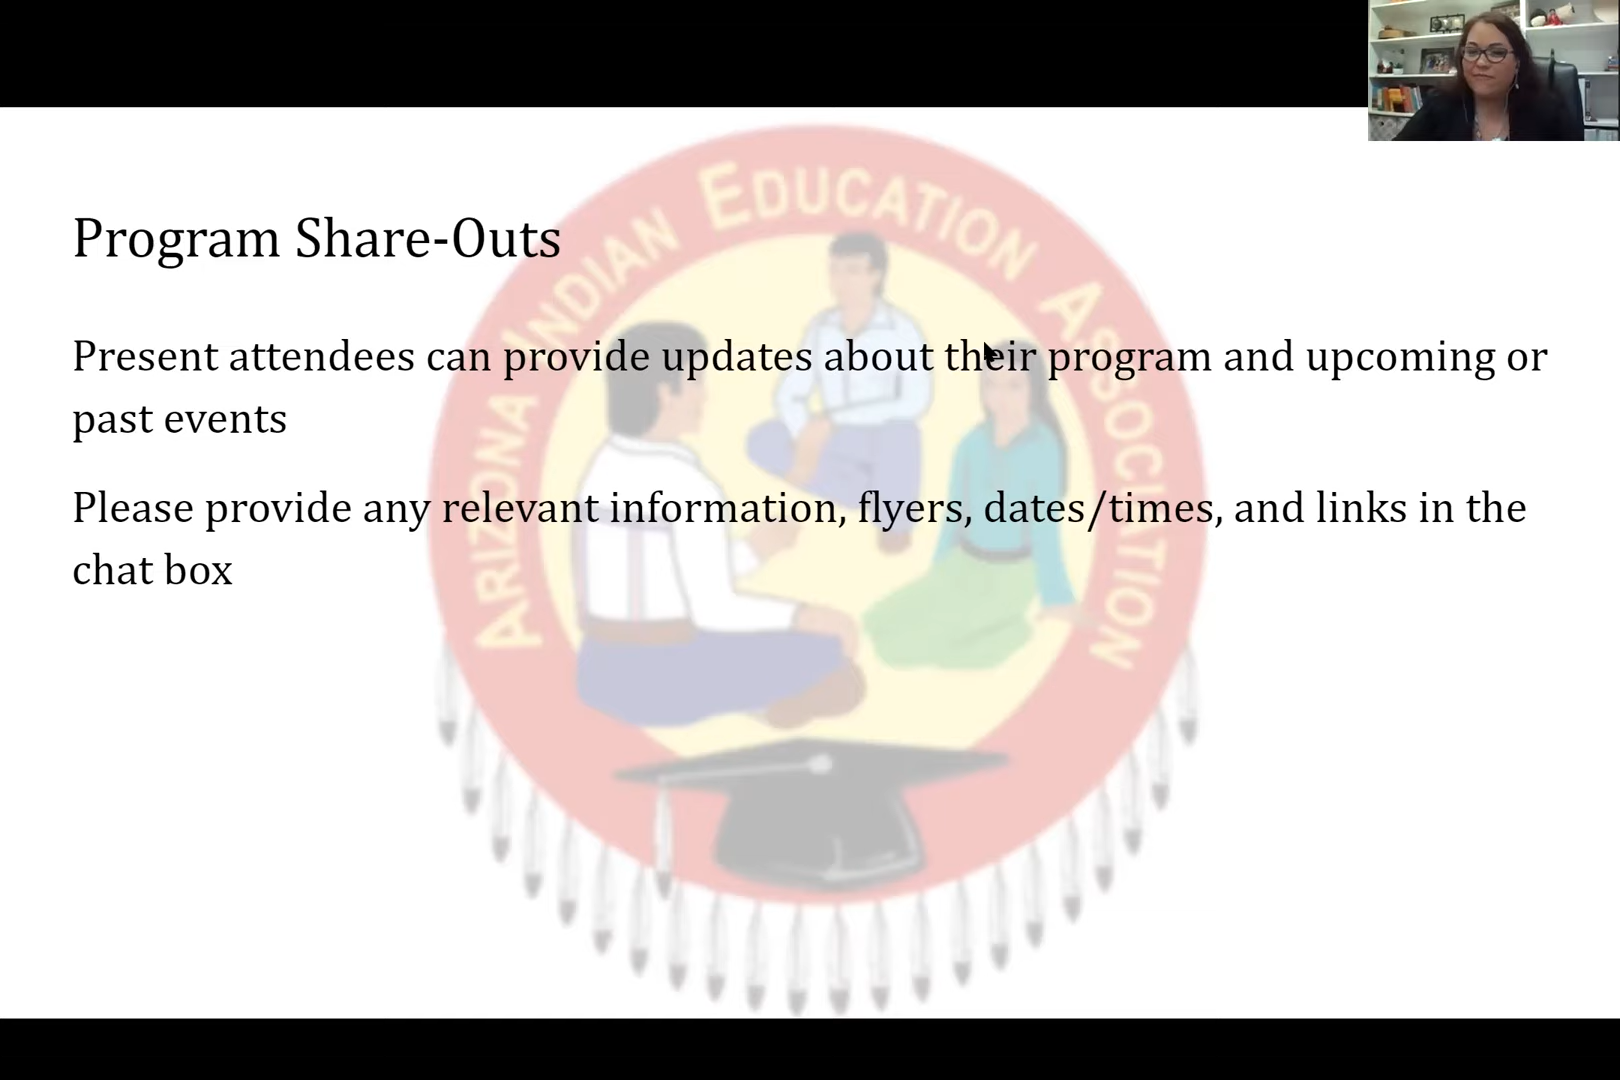 ARIZONA INDIAN EDUCATION ASSOCIATION
Program Share-Outs
Present attendees can provide updates about their program and upcoming or
past events
Please provide any relevant information, flyers, dates/times, and links in the
chat box